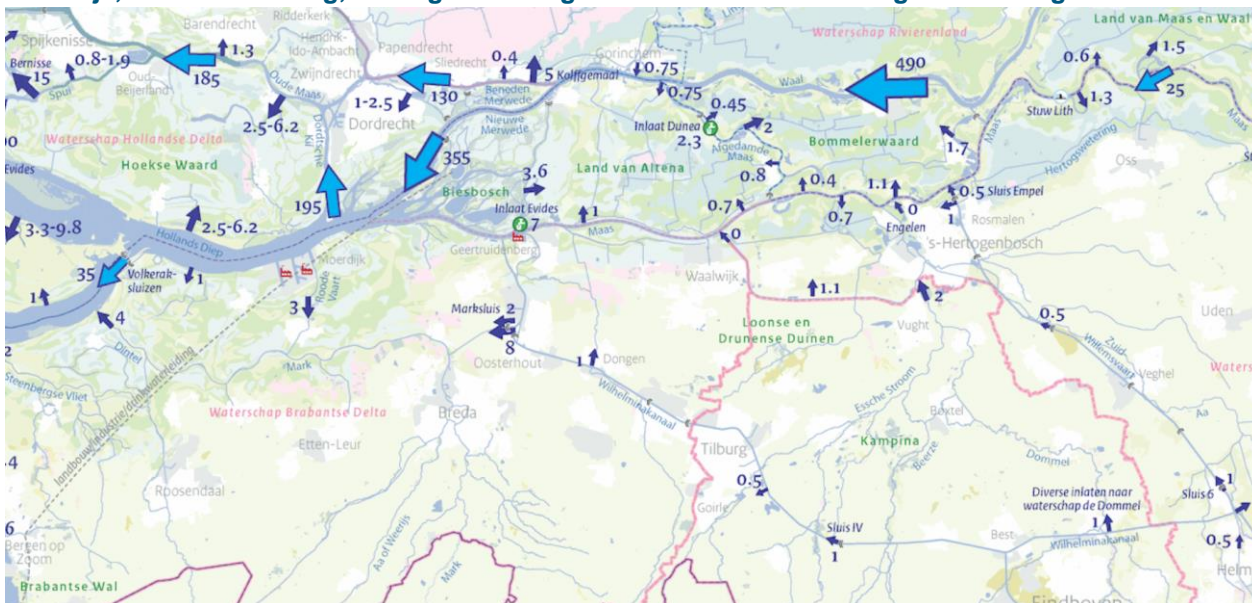 Ridderkerk
Barendrecht
Land van Maas en Waal
Spijkenisse
Hendrik-
Ido-Ambacht
Papendrecht
Sliedrecht
Gorinchem
Waterschap Rivierenland
Bernisse
15
0.8-1.9
1.3
185
Zwijndrecht
0.4
5
Kolffgemaal
0.75
Waal
490
0.6
1.5
25
Spui
Oud-
Beijerland
Oude Maas
1-2.5
130
Beneden
Merwede
0.75
Stuw Lith
1.3
2.5-6.2
Dordrecht
Nieuwe
Merwede
0.45
Inlaat Dunea
2.3
2
Maas
Hertogswetering
Waterschap Hollandse Delta
Dordtsche
Kil
355
Afgedamde
Maas
Bommelerwaard
1.7
Oss
Hoekse Waard
Land van Altena
0.8
Evides
Biesbosch
3.6
0.4
1.1
0.5
Sluis Empel
195
Inlaat Evides
7
1
0.7
0.7
0
1
Rosmalen
3.3-9.8
Hollands Diep
2.5-6.2
Maas
0
Engelen
's-Hertogenbosch
Geertruidenberg
35
Volkerak-
sluizen
1
Moerdijk
Waalwijk
1
4
3
Roode
Vaart
Marksluis
2
1.1
2
Uden
Dintel
8
Loonse en
Drunense Duinen
Vught
0.5
Mark
Oosterhout
1
Dongen
Zuid-
Willemsvaart
Steenbergse Vliet
landbouw/industrie/drinkwaterleiding
Waterschap Brabantse Delta
Wilhelminakanaal
Essche Stroom
Veghel
Breda
Boxtel
Aa
Etten-Leur
Tilburg
Kampina
Beerze
Dommel
Roosendaal
0.5
Goirle
Diverse inlaten naar
waterschap de Dommel
1
Sluis 6
Sluis IV
1
Best
1
Wilhelminakanaal
0.5
Bergen op
Zoom
Aa of Weerijs
Mark
Brabantse Wal
Eindhoven